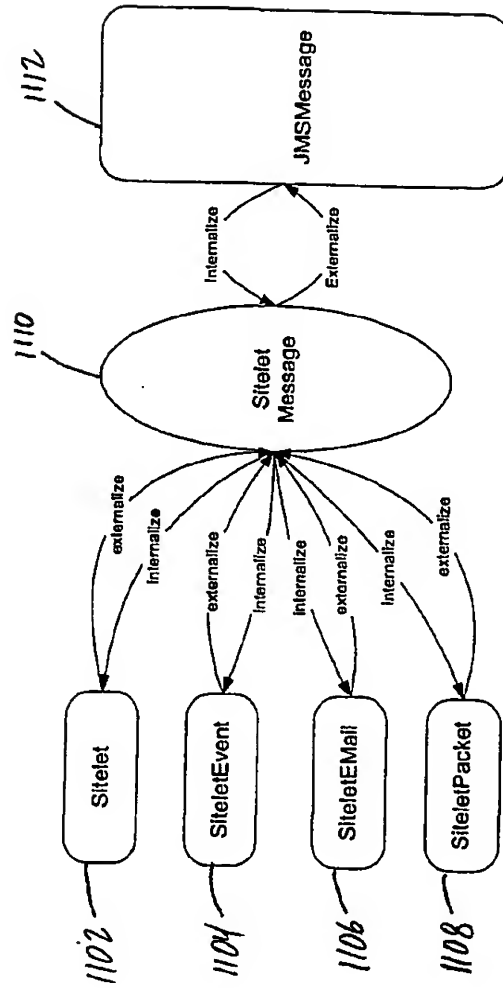 1102
Sitelet
externalize
Internalize
1104
SiteletEvent
externalize
Internalize
1106
SiteletEMail
Internalize
externalize
1108
SiteletPacket
Internalize
externalize
1110
Sitelet
Message
Internalize
Externalize
1112
JMSMessage